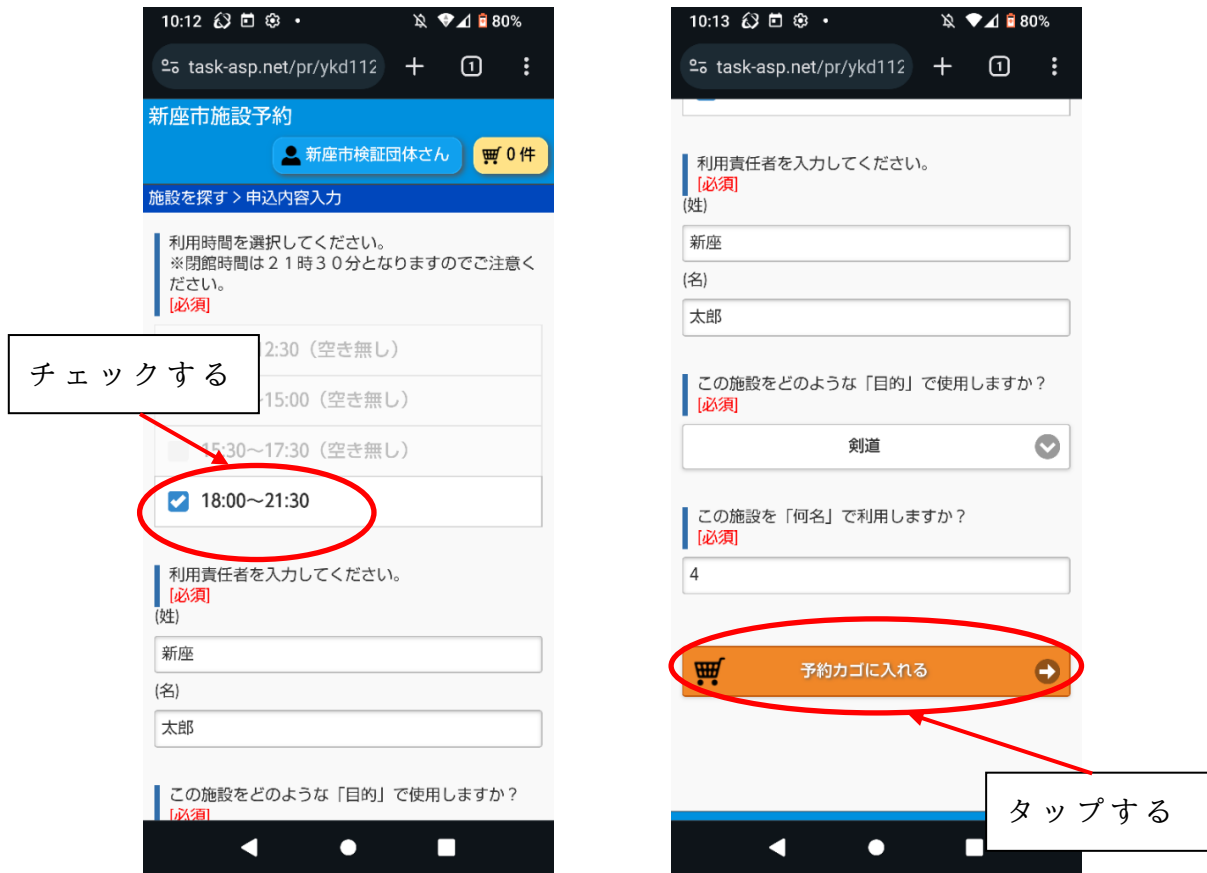 10:12
80%
task-asp.net/pr/ykd112
1
新座市施設予約
新座市検証団体さん
0 件
施設を探す > 申込内容入力
利用時間を選択してください。
※閉館時間は２１時３０分となりますのでご注意く
ださい。
[必須]
2:30（空き無し）
15:00（空き無し）
15:30～17:30（空き無し）
18:00～21:30
チェックする
利用責任者を入力してください。
[必須]
(姓)
新座
(名)
太郎
この施設をどのような「目的」で使用しますか？
[必須]
10:13
80%
task-asp.net/pr/ykd112
1
利用責任者を入力してください。
[必須]
(姓)
新座
(名)
太郎
この施設をどのような「目的」で使用しますか？
[必須]
剣道
この施設を「何名」で利用しますか？
[必須]
4
予約カゴに入れる
タップする